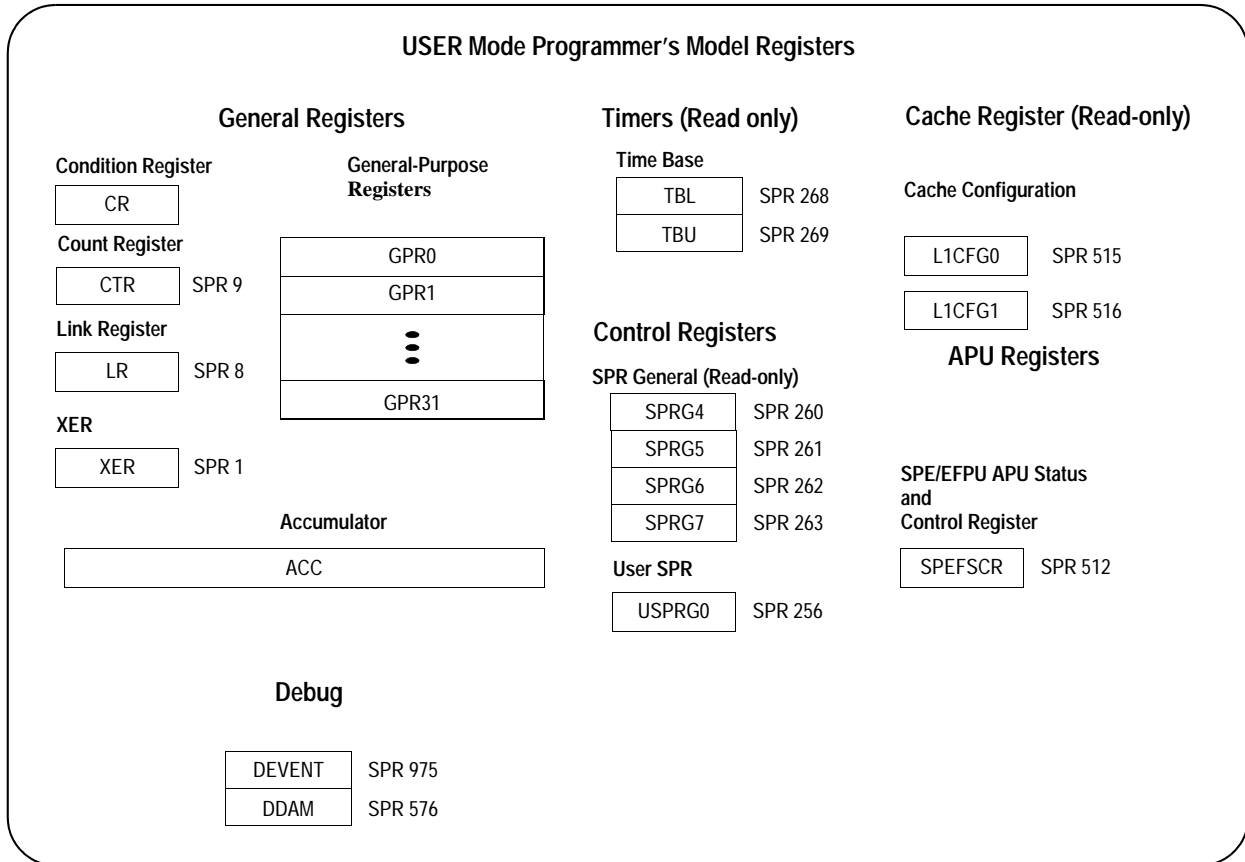 USER Mode Programmer's Model Registers
General Registers
Condition Register
CR
Count Register
CTR SPR 9
Link Register
LR SPR 8
XER
XER SPR 1
General-Purpose
Registers
GPR0
GPR1
GPR31
Accumulator
ACC
Timers (Read only)
Time Base
TBL SPR 268
TBU SPR 269
Control Registers
SPR General (Read-only)
SPRG4 SPR 260
SPRG5 SPR 261
SPRG6 SPR 262
SPRG7 SPR 263
User SPR
USPRG0 SPR 256
Cache Register (Read-only)
Cache Configuration
L1CFG0 SPR 515
L1CFG1 SPR 516
APU Registers
SPE/EFPU APU Status
and
Control Register
SPEFSCR SPR 512
Debug
DEVENT SPR 975
DDAM SPR 576